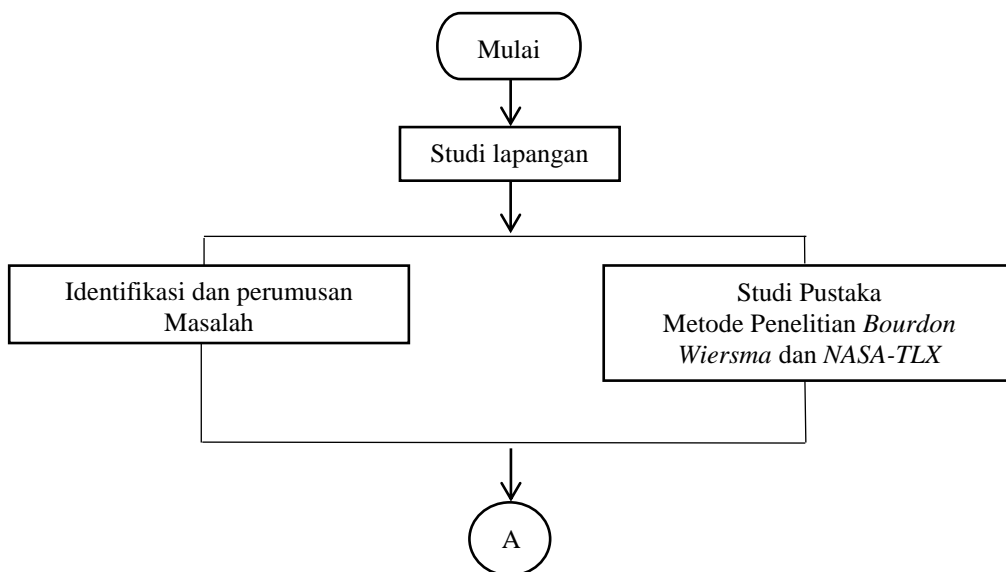 Mulai
Studi lapangan
Identifikasi dan perumusan
Masalah
Studi Pustaka
Metode Penelitian Bourdon
Wiersma dan NASA-TLX
A